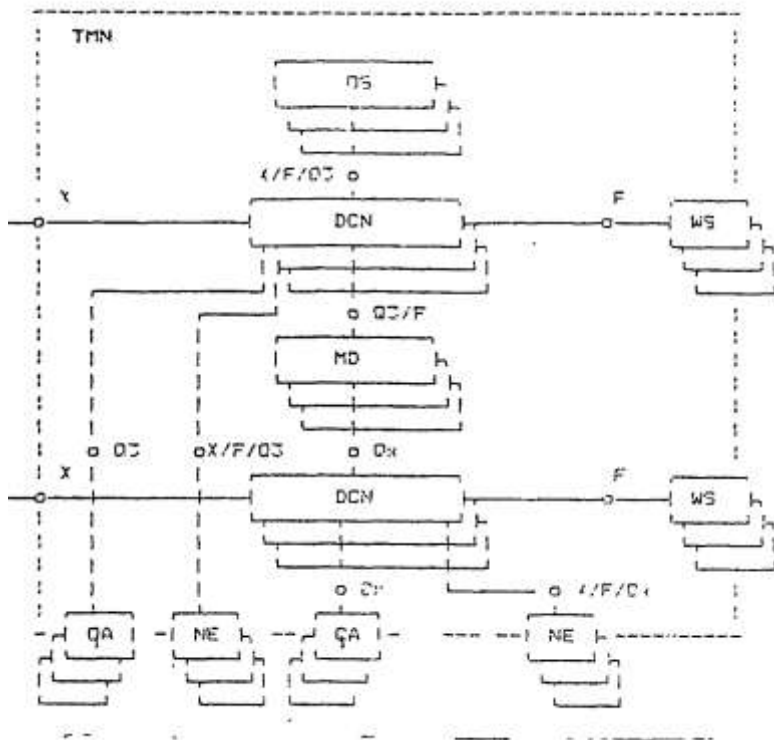 TMN
OS
X/F/Q3
X
DCN
F
WS
Q3/F
MD
Q3
X/F/Q3
Qx
X
DCN
F
WS
Qx
X/F/Qx
QA
NE
QA
NE